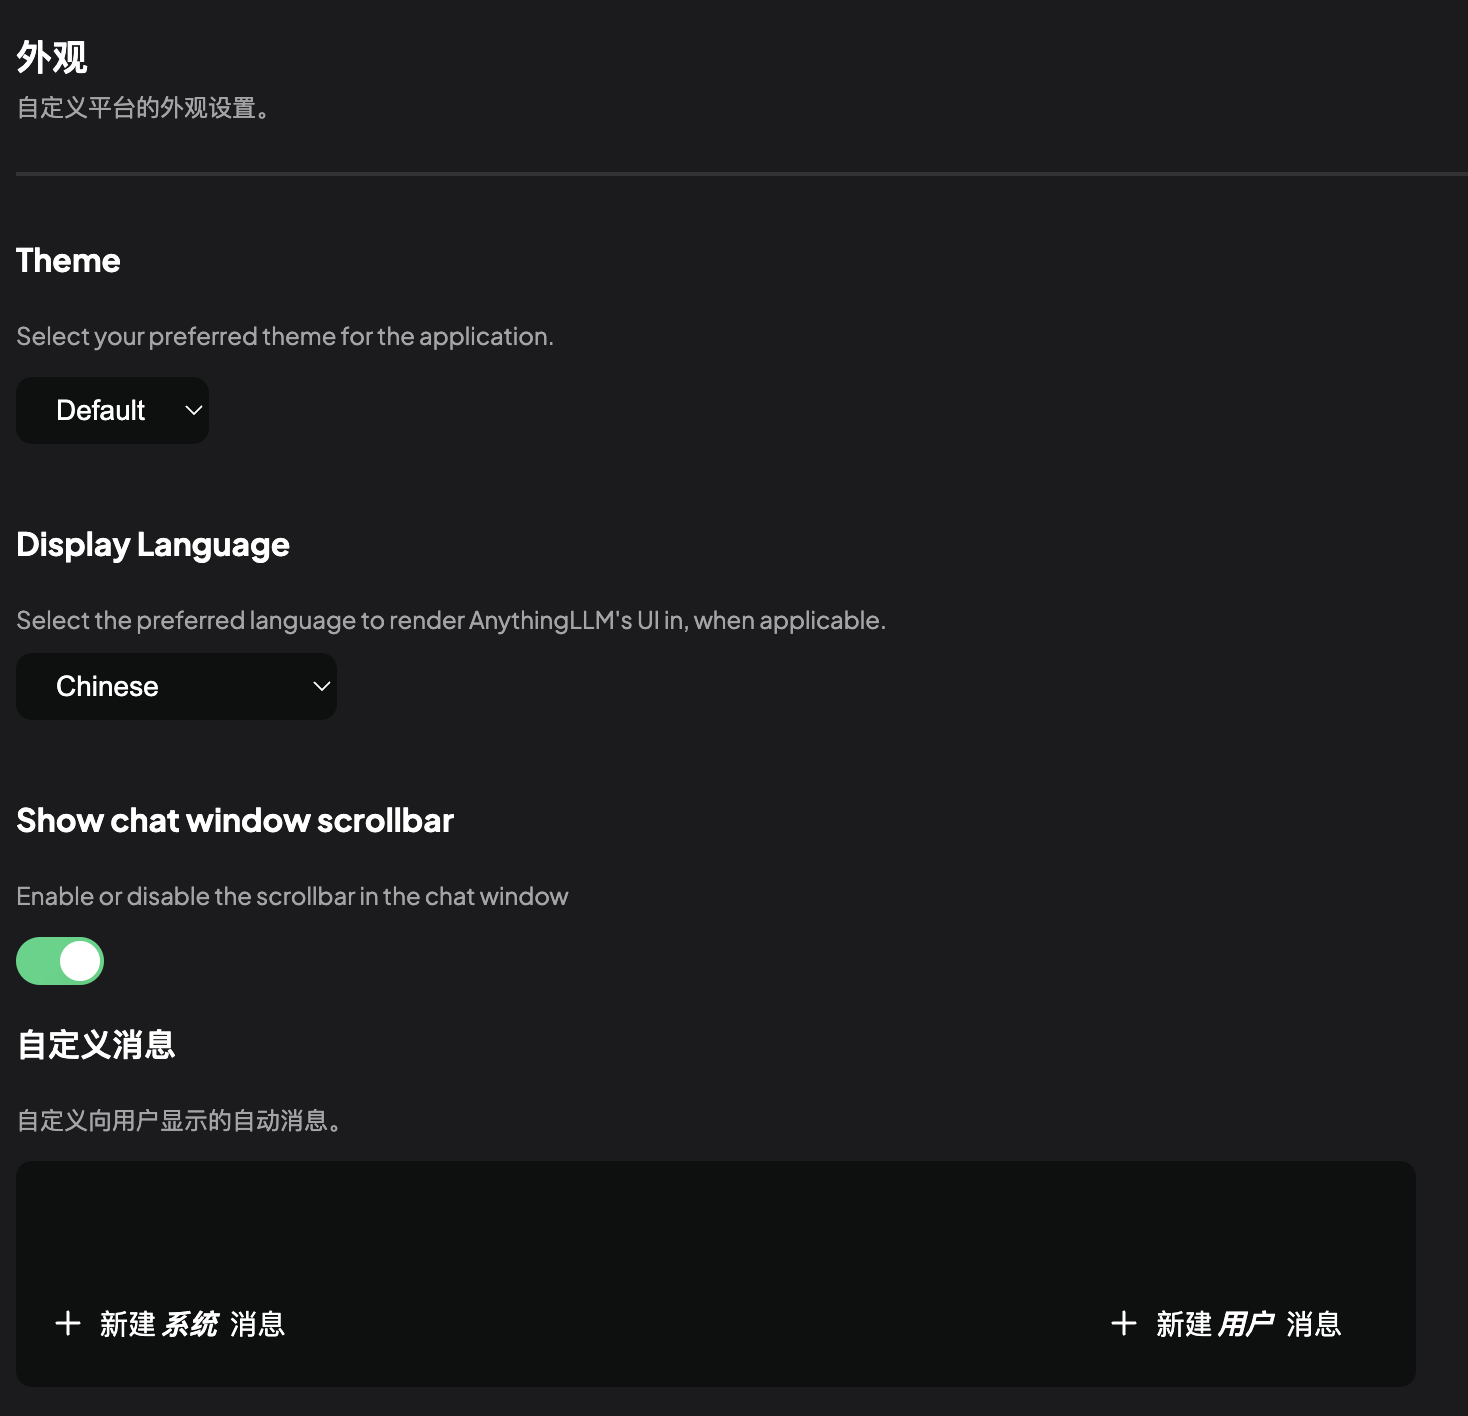 外观
自定义平台的外观设置。
Theme
Select your preferred theme for the application.
Default
Display Language
Select the preferred language to render AnythingLLM's UI in, when applicable.
Chinese
Show chat window scrollbar
Enable or disable the scrollbar in the chat window
自定义消息
自定义向用户显示的自动消息。
新建 系统 消息
新建 用户 消息